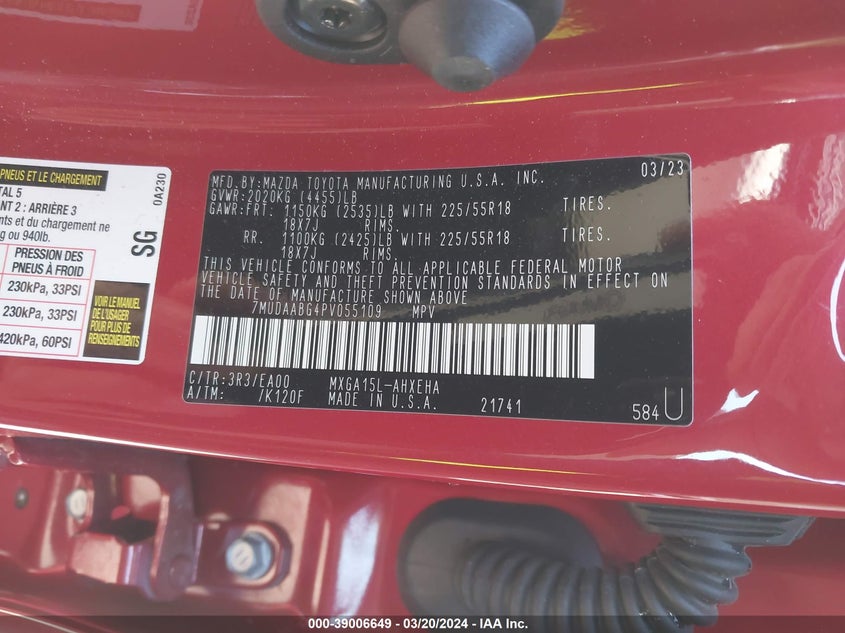 PNEUS ET LE CHARGEMENT
TAL 5
ANT 2 : ARRIÈRE 3
nts et du chargement ne
g ou 940lb.
PRESSION DES
PNEUS À FROID
230kPa, 33PSI
230kPa, 33PSI
420kPa, 60PSI
VOIR LE MANUEL
DE L'USAGER
POUR PLUS DE
RENSEIGNEMENTS
SG
0A230
MFD.BY:MAZDA TOYOTA MANUFACTURING U.S.A. INC. 03/23
GVWR:2020KG (4455)LB
GAWR:FRT. 1150KG (2535)LB WITH 225/55R18 TIRES.
18X7J RIMS.
RR. 1100KG (2425)LB WITH 225/55R18 TIRES.
18X7J RIMS.
THIS VEHICLE CONFORMS TO ALL APPLICABLE FEDERAL MOTOR
VEHICLE SAFETY AND THEFT PREVENTION STANDARDS IN EFFECT ON
THE DATE OF MANUFACTURE SHOWN ABOVE
7MUDAABG4PV055109 MPV
C/TR:3R3/EA00 MXGA15L-AHXEHA
A/TM: /K120F MADE IN U.S.A. 21741
584U
000-39006649 - 03/20/2024 - IAA Inc.